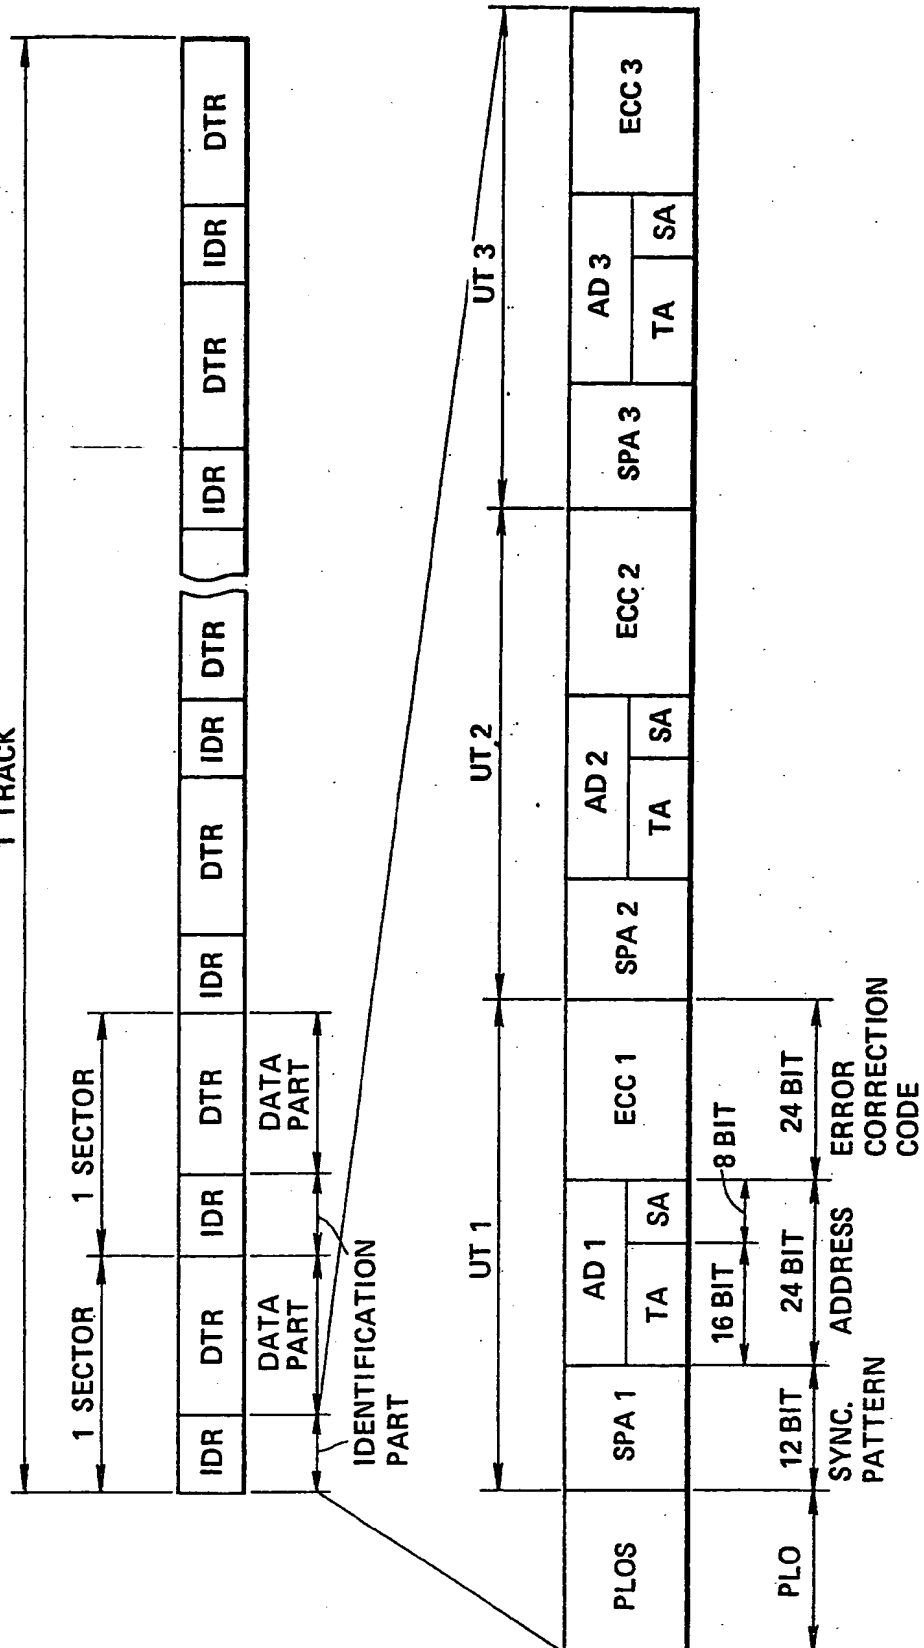 1 TRACK
1 SECTOR
1 SECTOR
IDR
DTR
IDR
DTR
IDR
DTR
IDR
DTR
IDR
DTR
IDR
DTR
DATA
PART
DATA
PART
IDENTIFICATION
PART
UT 1
UT 2
UT 3
PLOS
SPA 1
AD 1
TA
SA
ECC 1
SPA 2
AD 2
TA
SA
ECC 2
SPA 3
AD 3
TA
SA
ECC 3
16 BIT
8 BIT
PLO
12 BIT
24 BIT
24 BIT
SYNC.
PATTERN
ADDRESS
ERROR
CORRECTION
CODE